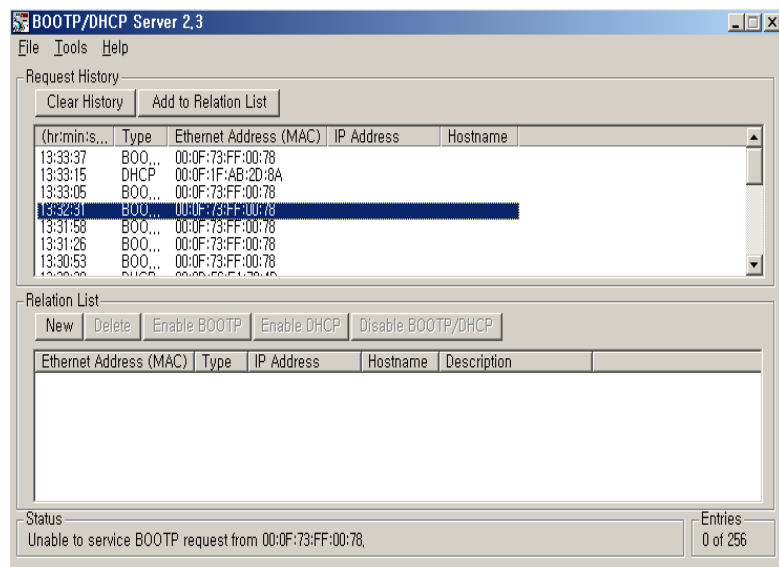 BOOTP/DHCP Server 2,3
File Tools Help
Request History
Clear History Add to Relation List
(hr:min:s,,, Type Ethernet Address (MAC) IP Address Hostname
13:33:37 BOO,,, 00:0F:73:FF:00:78
13:33:15 DHCP 00:0F:1F:AB:2D:8A
13:33:05 BOO,,, 00:0F:73:FF:00:78
13:32:31 BOO,,, 00:0F:73:FF:00:78
13:31:58 BOO,,, 00:0F:73:FF:00:78
13:31:26 BOO,,, 00:0F:73:FF:00:78
13:30:53 BOO,,, 00:0F:73:FF:00:78
DHCP
Relation List
New Delete Enable BOOTP Enable DHCP Disable BOOTP/DHCP
Ethernet Address (MAC) Type IP Address Hostname Description
Status
Unable to service BOOTP request from 00:0F:73:FF:00:78,
Entries
0 of 256